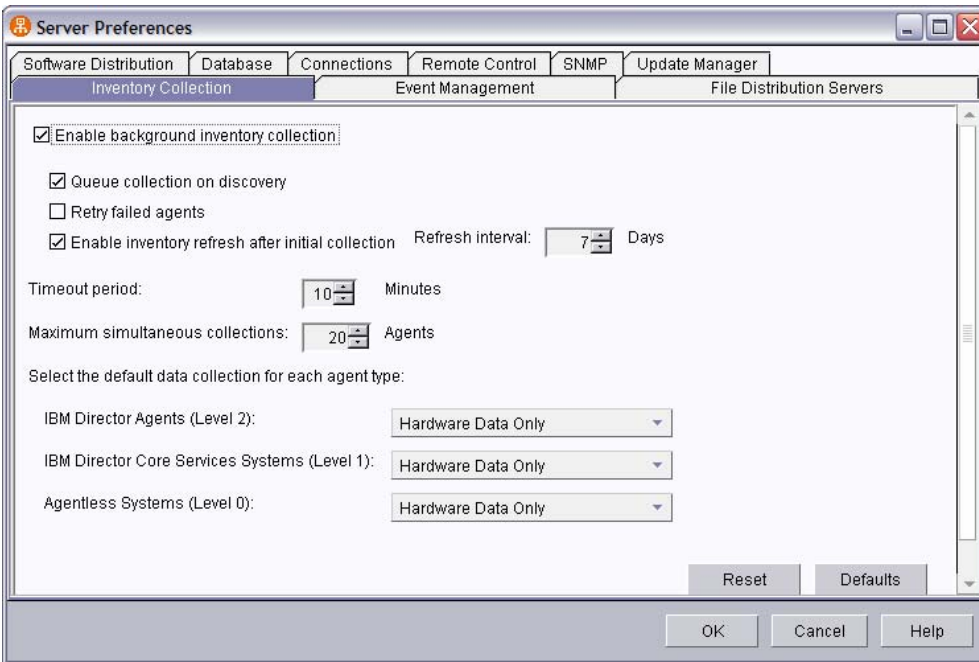 Server Preferences
Software Distribution Database Connections Remote Control SNMP Update Manager
Inventory Collection Event Management File Distribution Servers
Enable background inventory collection
Queue collection on discovery
Retry failed agents
Enable inventory refresh after initial collection Refresh interval: 7 Days
Timeout period: 10 Minutes
Maximum simultaneous collections: 20 Agents
Select the default data collection for each agent type:
IBM Director Agents (Level 2): Hardware Data Only
IBM Director Core Services Systems (Level 1): Hardware Data Only
Agentless Systems (Level 0): Hardware Data Only
Reset Defaults
OK Cancel Help